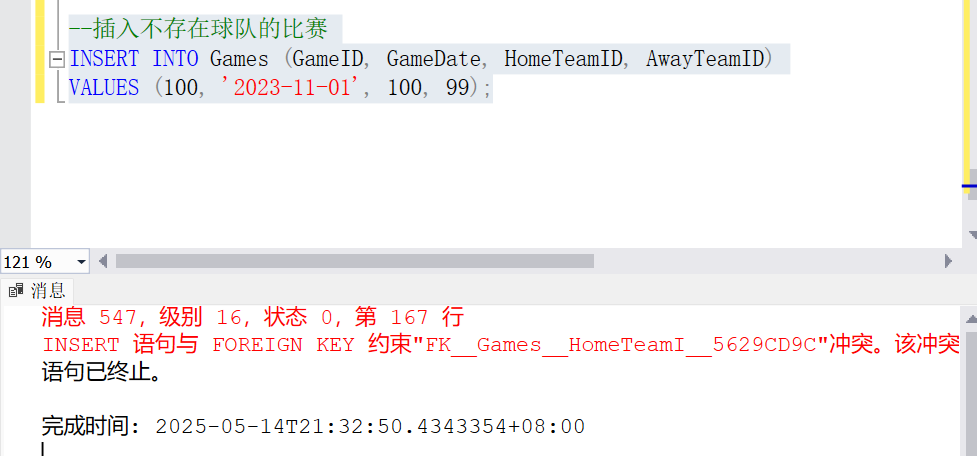 --插入不存在球队的比赛
INSERT INTO Games (GameID, GameDate, HomeTeamID, AwayTeamID)
VALUES (100, '2023-11-01', 100, 99);
121 %
消息
消息 547，级别 16，状态 0，第 167 行
INSERT 语句与 FOREIGN KEY 约束"FK__Games__HomeTeamI__5629CD9C"冲突。该冲突
语句已终止。
完成时间: 2025-05-14T21:32:50.4343354+08:00